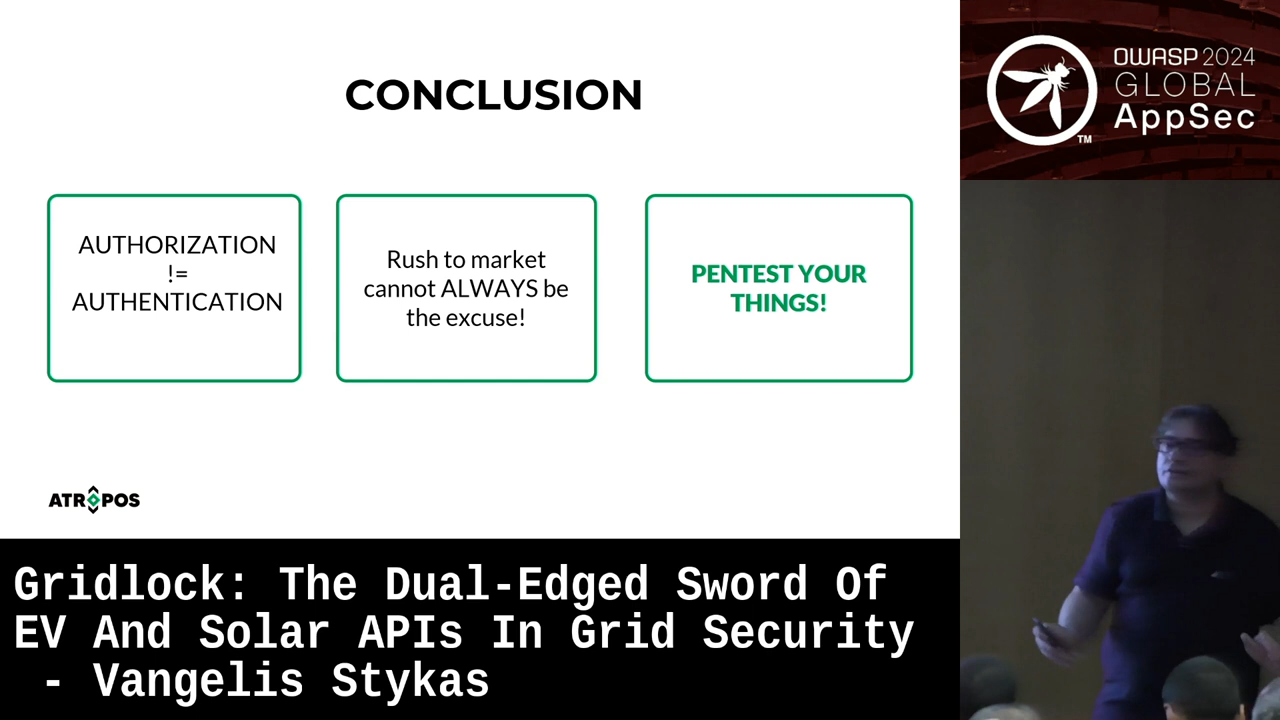 CONCLUSION
AUTHORIZATION
!=
AUTHENTICATION
Rush to market
cannot ALWAYS be
the excuse!
PENTEST YOUR
THINGS!
ATROPOS
Gridlock: The Dual-Edged Sword Of
EV And Solar APIs In Grid Security
- Vangelis Stykas
OWASP 2024
GLOBAL
AppSec
TM